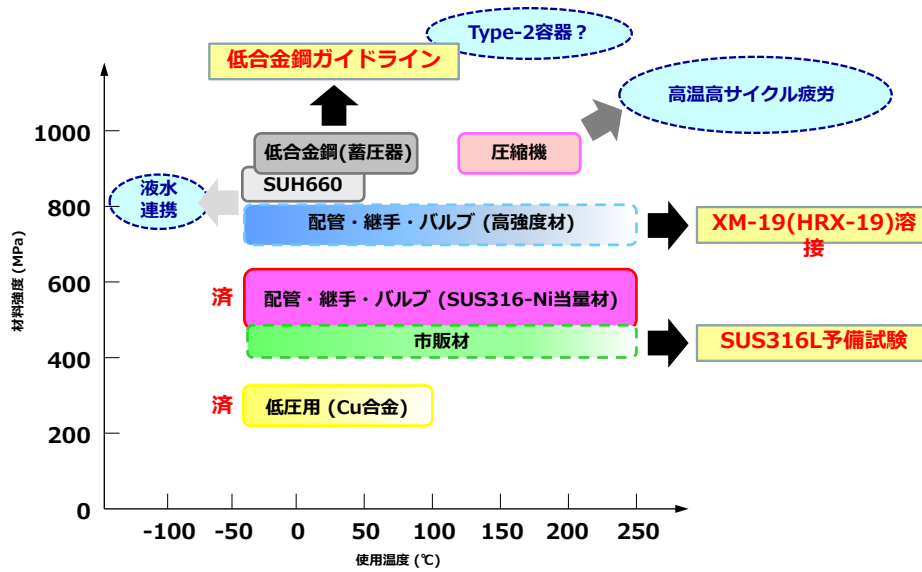 Type-2容器？
低合金鋼ガイドライン
高温高サイクル疲労
1000
低合金鋼(蓄圧器)
圧縮機
SUH660
液水
連携
800
配管・継手・バルブ (高強度材)
XM-19(HRX-19)溶
接
材料強度 (MPa)
600
済
配管・継手・バルブ (SUS316-Ni当量材)
市販材
SUS316L予備試験
400
済
低圧用 (Cu合金)
200
0
-100
-50
0
50
100
150
200
250
使用温度 (℃)